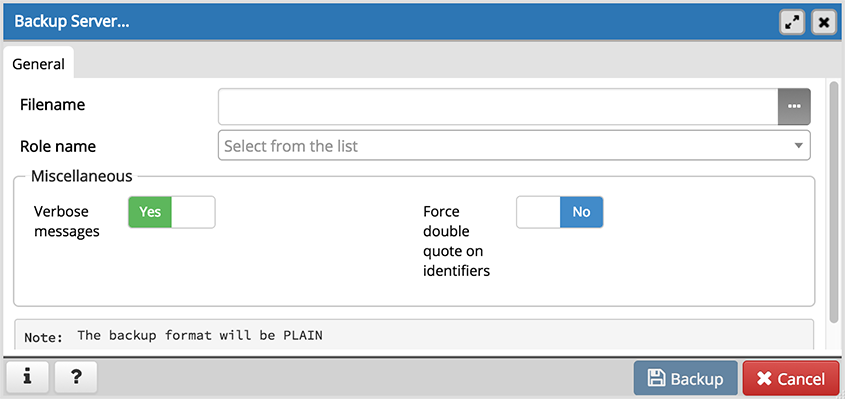 Backup Server...
General
Filename
Role name
Select from the list
Miscellaneous
Verbose messages
Yes
Force double quote on identifiers
No
Note: The backup format will be PLAIN
i
?
Backup
Cancel